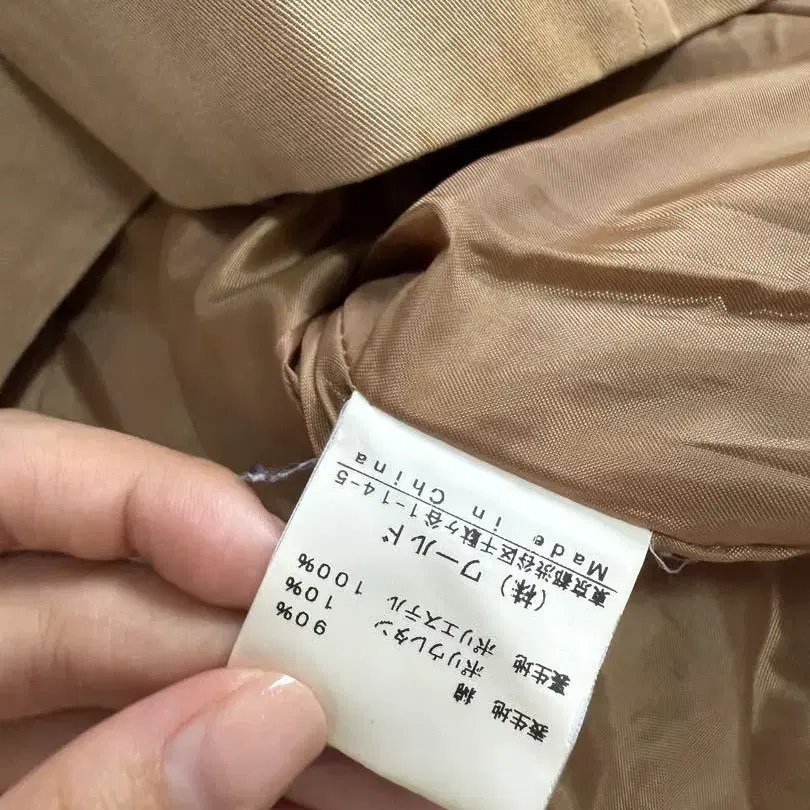 表生地 綿 90%
ポリウレタン 10%
裏生地 ポリエステル 100%
(株) ワールド
東京都渋谷区千駄ケ谷1-14-5
Made in China